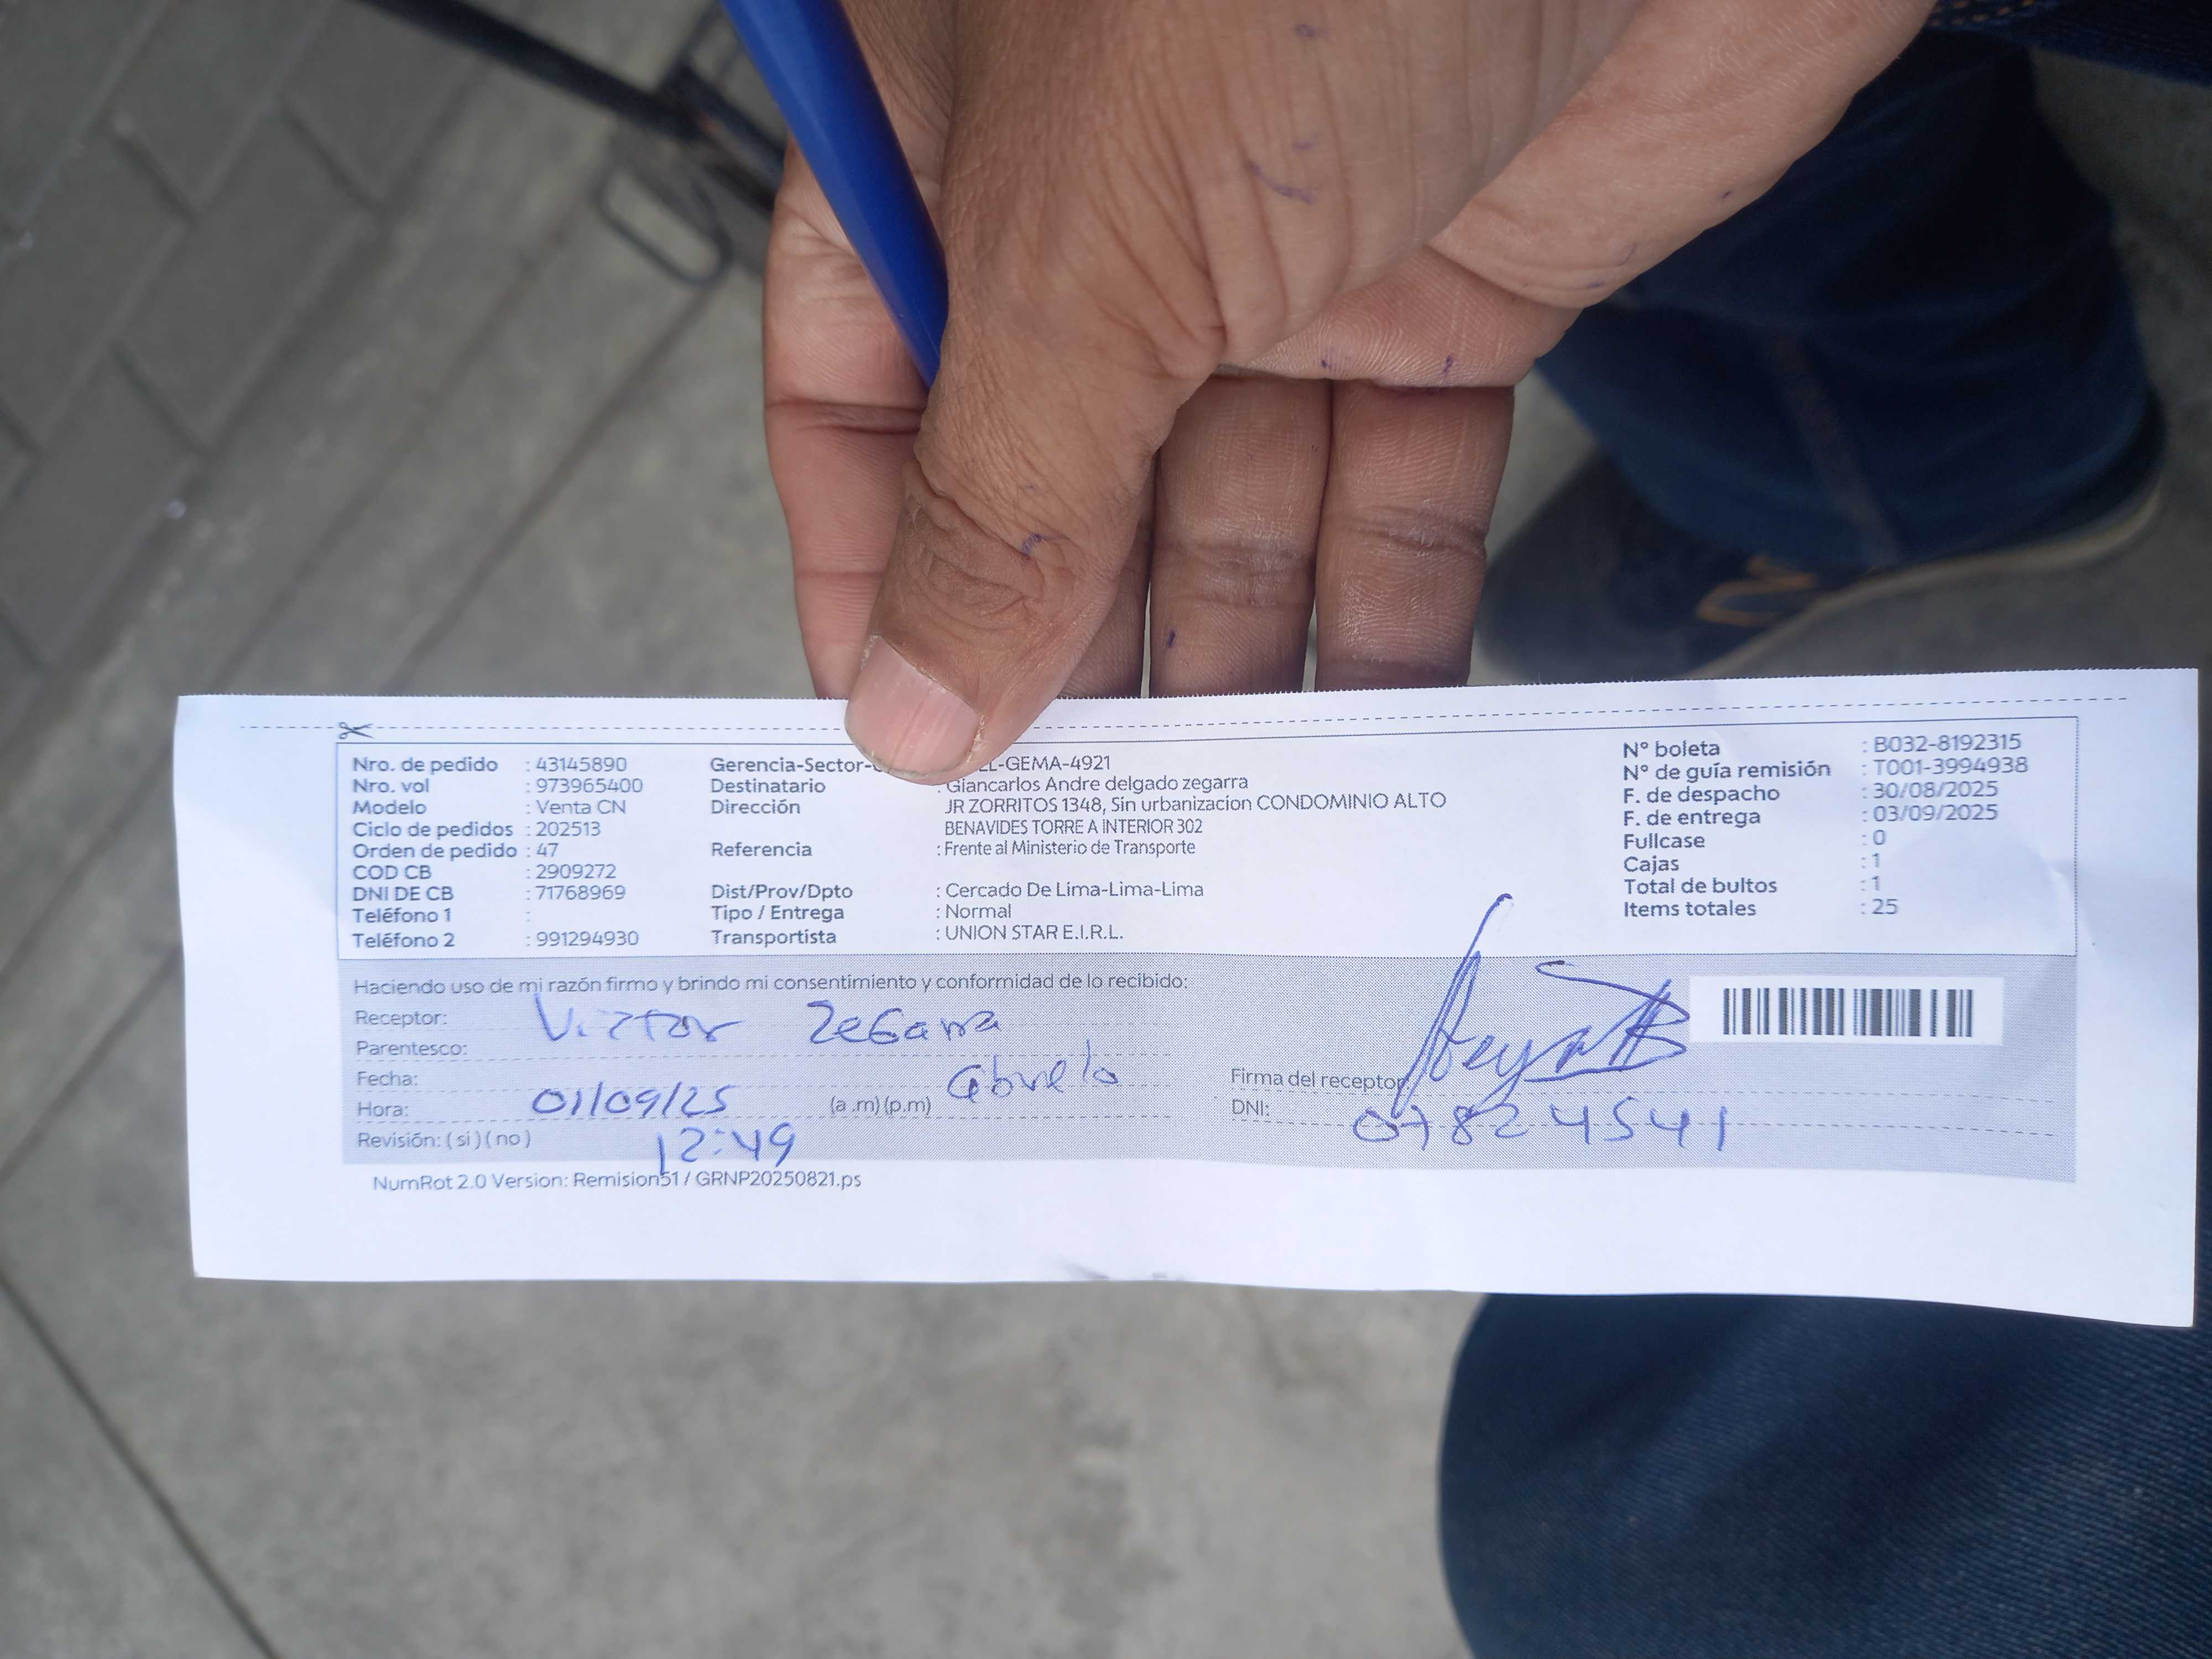 Nro. de pedido : 43145890
Nro. vol : 973965400
Modelo : Venta CN
Ciclo de pedidos : 202513
Orden de pedido : 47
COD CB : 2909272
DNI DE CB : 71768969
Teléfono 1 :
Teléfono 2 : 991294930
Gerencia-Sector- LL-GEMA-4921
Destinatario : Giancarlos Andre delgado zegarra
Dirección JR ZORRITOS 1348, Sin urbanizacion CONDOMINIO ALTO
BENAVIDES TORRE A INTERIOR 302
Referencia : Frente al Ministerio de Transporte
Dist/Prov/Dpto : Cercado De Lima-Lima-Lima
Tipo / Entrega : Normal
Transportista : UNION STAR E.I.R.L.
N° boleta : B032-8192315
N° de guía remisión : T001-3994938
F. de despacho : 30/08/2025
F. de entrega : 03/09/2025
Fullcase : 0
Cajas : 1
Total de bultos : 1
Items totales : 25
Haciendo uso de mi razón firmo y brindo mi consentimiento y conformidad de lo recibido:
Receptor: Victor Zegarra
Parentesco: abuelo
Fecha: 01/09/25
Hora: 12:49 (a .m) (p.m)
Revisión: ( si ) ( no )
Firma del receptor:
DNI: 07824541
NumRot 2.0 Version: Remision51 / GRNP20250821.ps